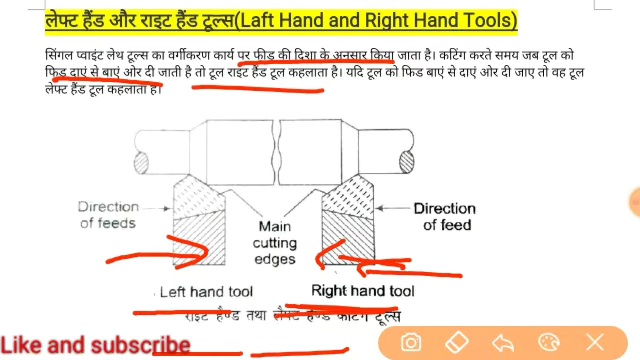 लेफ्ट हैंड और राइट हैंड टूल्स(Laft Hand and Right Hand Tools)
सिंगल प्वाइंट लेथ टूल्स का वर्गीकरण कार्य पर फीड की दिशा के अनुसार किया जाता है। कटिंग करते समय जब टूल को
फिड दाएं से बाएं ओर दी जाती है तो टूल राइट हैंड टूल कहलाता है। यदि टूल को फिड बाएं से दाएं ओर दी जाए तो वह टूल
लेफ्ट हैंड टूल कहलाता है।
Direction of feeds
Main cutting edges
Direction of feed
Left hand tool
Right hand tool
राइट हैण्ड तथा लैफ्ट हैण्ड कटिंग टूल्स
Like and subscribe